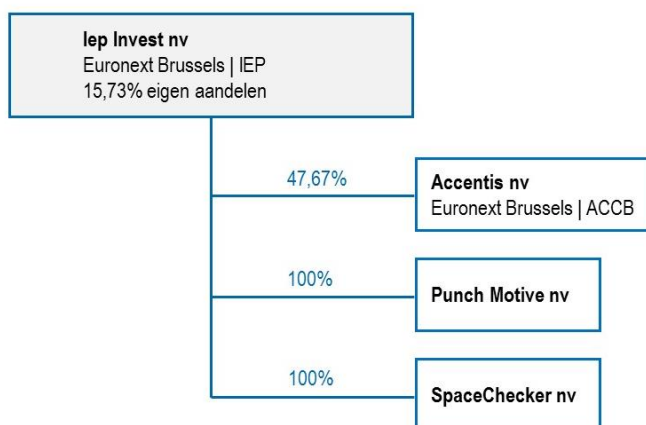 Iep Invest nv
Euronext Brussels | IEP
15,73% eigen aandelen
47,67%
Accentis nv
Euronext Brussels | ACCB
100%
Punch Motive nv
100%
SpaceChecker nv